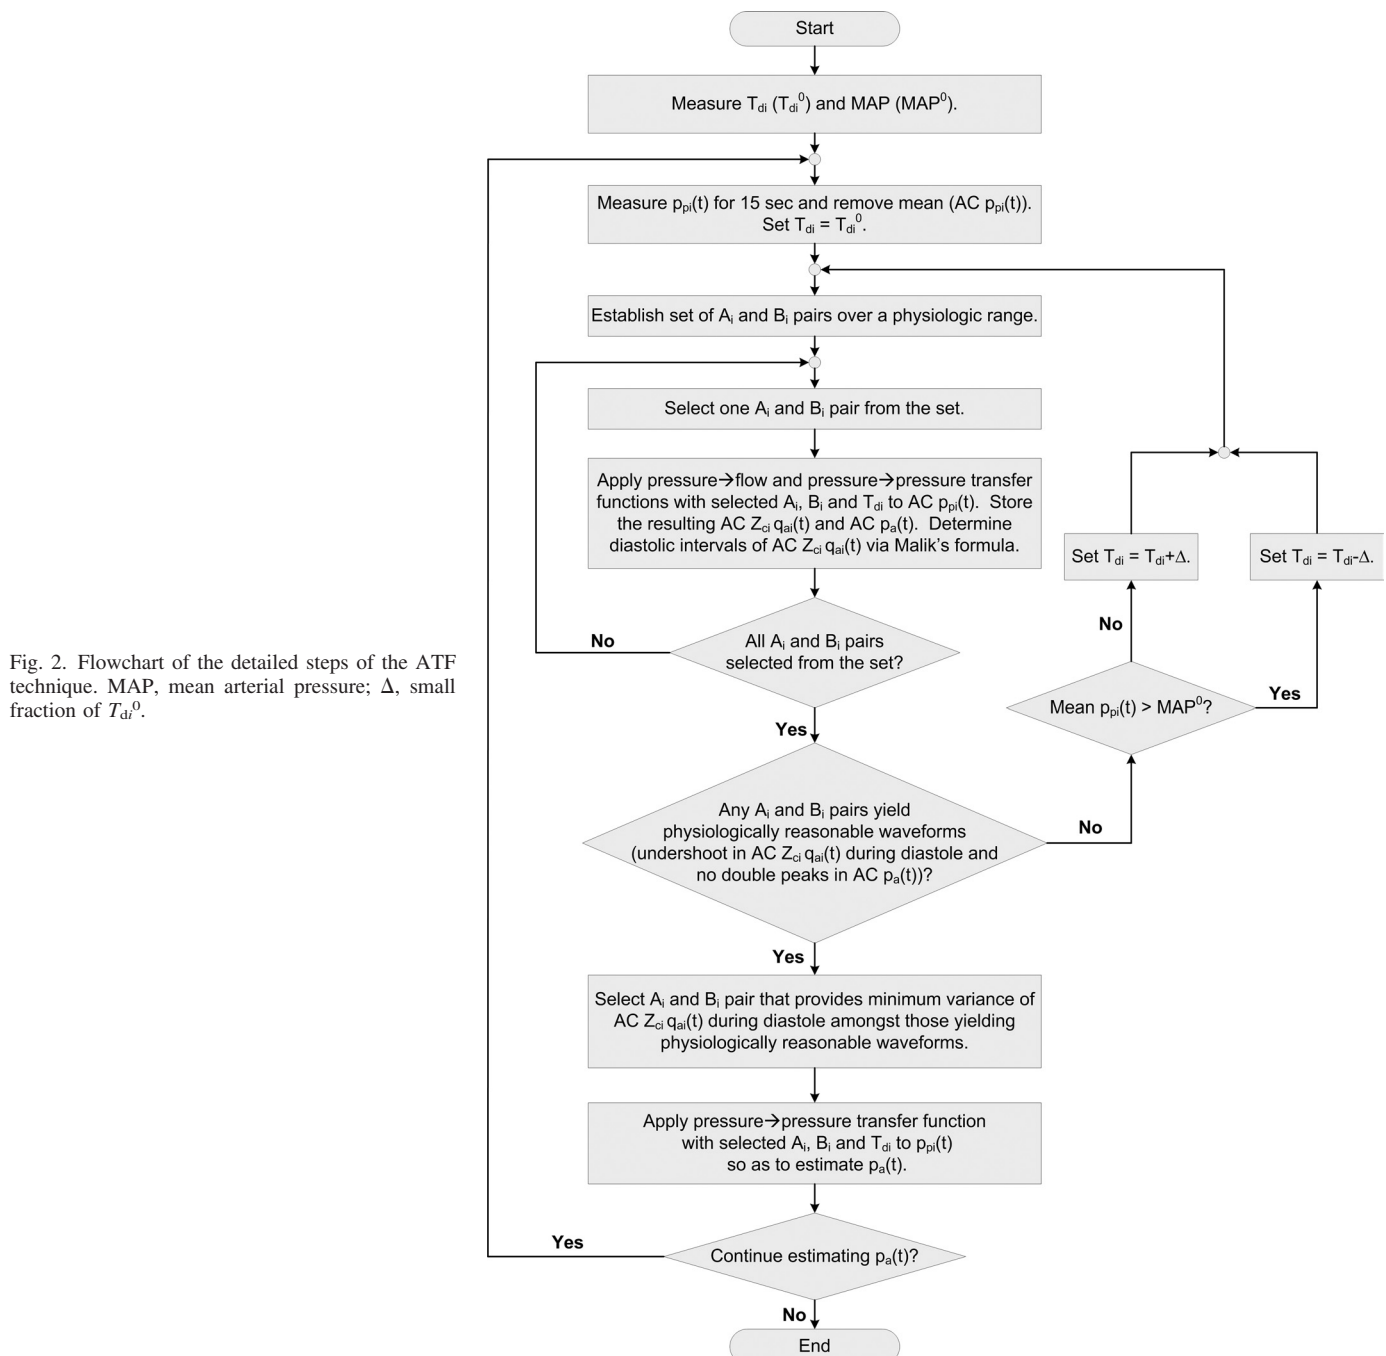 Start
Measure Tdi (Tdi0) and MAP (MAP0).
Measure ppi(t) for 15 sec and remove mean (AC ppi(t)).
Set Tdi = Tdi0.
Establish set of Ai and Bi pairs over a physiologic range.
Select one Ai and Bi pair from the set.
Apply pressure→flow and pressure→pressure transfer
functions with selected Ai, Bi and Tdi to AC ppi(t). Store
the resulting AC Zci qai(t) and AC pa(t). Determine
diastolic intervals of AC Zci qai(t) via Malik's formula.
Set Tdi = Tdi+Δ.
Set Tdi = Tdi-Δ.
No
No
All Ai and Bi pairs
selected from the set?
Fig. 2. Flowchart of the detailed steps of the ATF
technique. MAP, mean arterial pressure; Δ, small
fraction of Tdi0.
Mean ppi(t) > MAP0?
Yes
Yes
Any Ai and Bi pairs yield
physiologically reasonable waveforms
(undershoot in AC Zci qai(t) during diastole and
no double peaks in AC pa(t))?
No
Yes
Select Ai and Bi pair that provides minimum variance of
AC Zci qai(t) during diastole amongst those yielding
physiologically reasonable waveforms.
Apply pressure→pressure transfer function
with selected Ai, Bi and Tdi to ppi(t)
so as to estimate pa(t).
Yes
Continue estimating pa(t)?
No
End